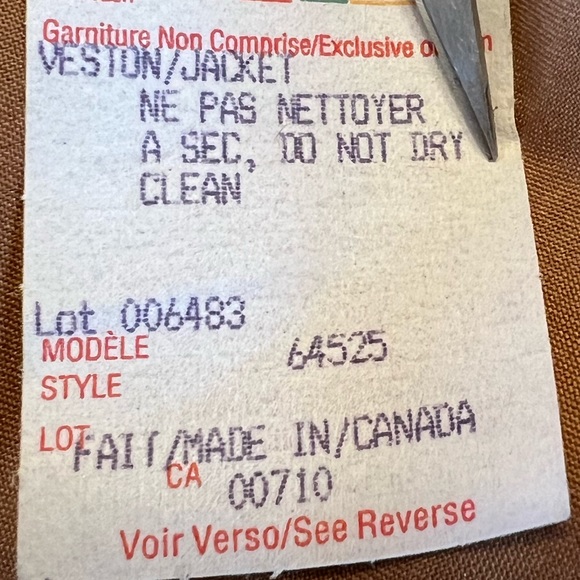 Garniture Non Comprise/Exclusive
VESTON/JACKET
NE PAS NETTOYER
A SEC, DO NOT DRY
CLEAN
Lot 006483
MODÈLE 64525
STYLE
LOT
FAIT/MADE IN/CANADA
CA 00710
Voir Verso/See Reverse